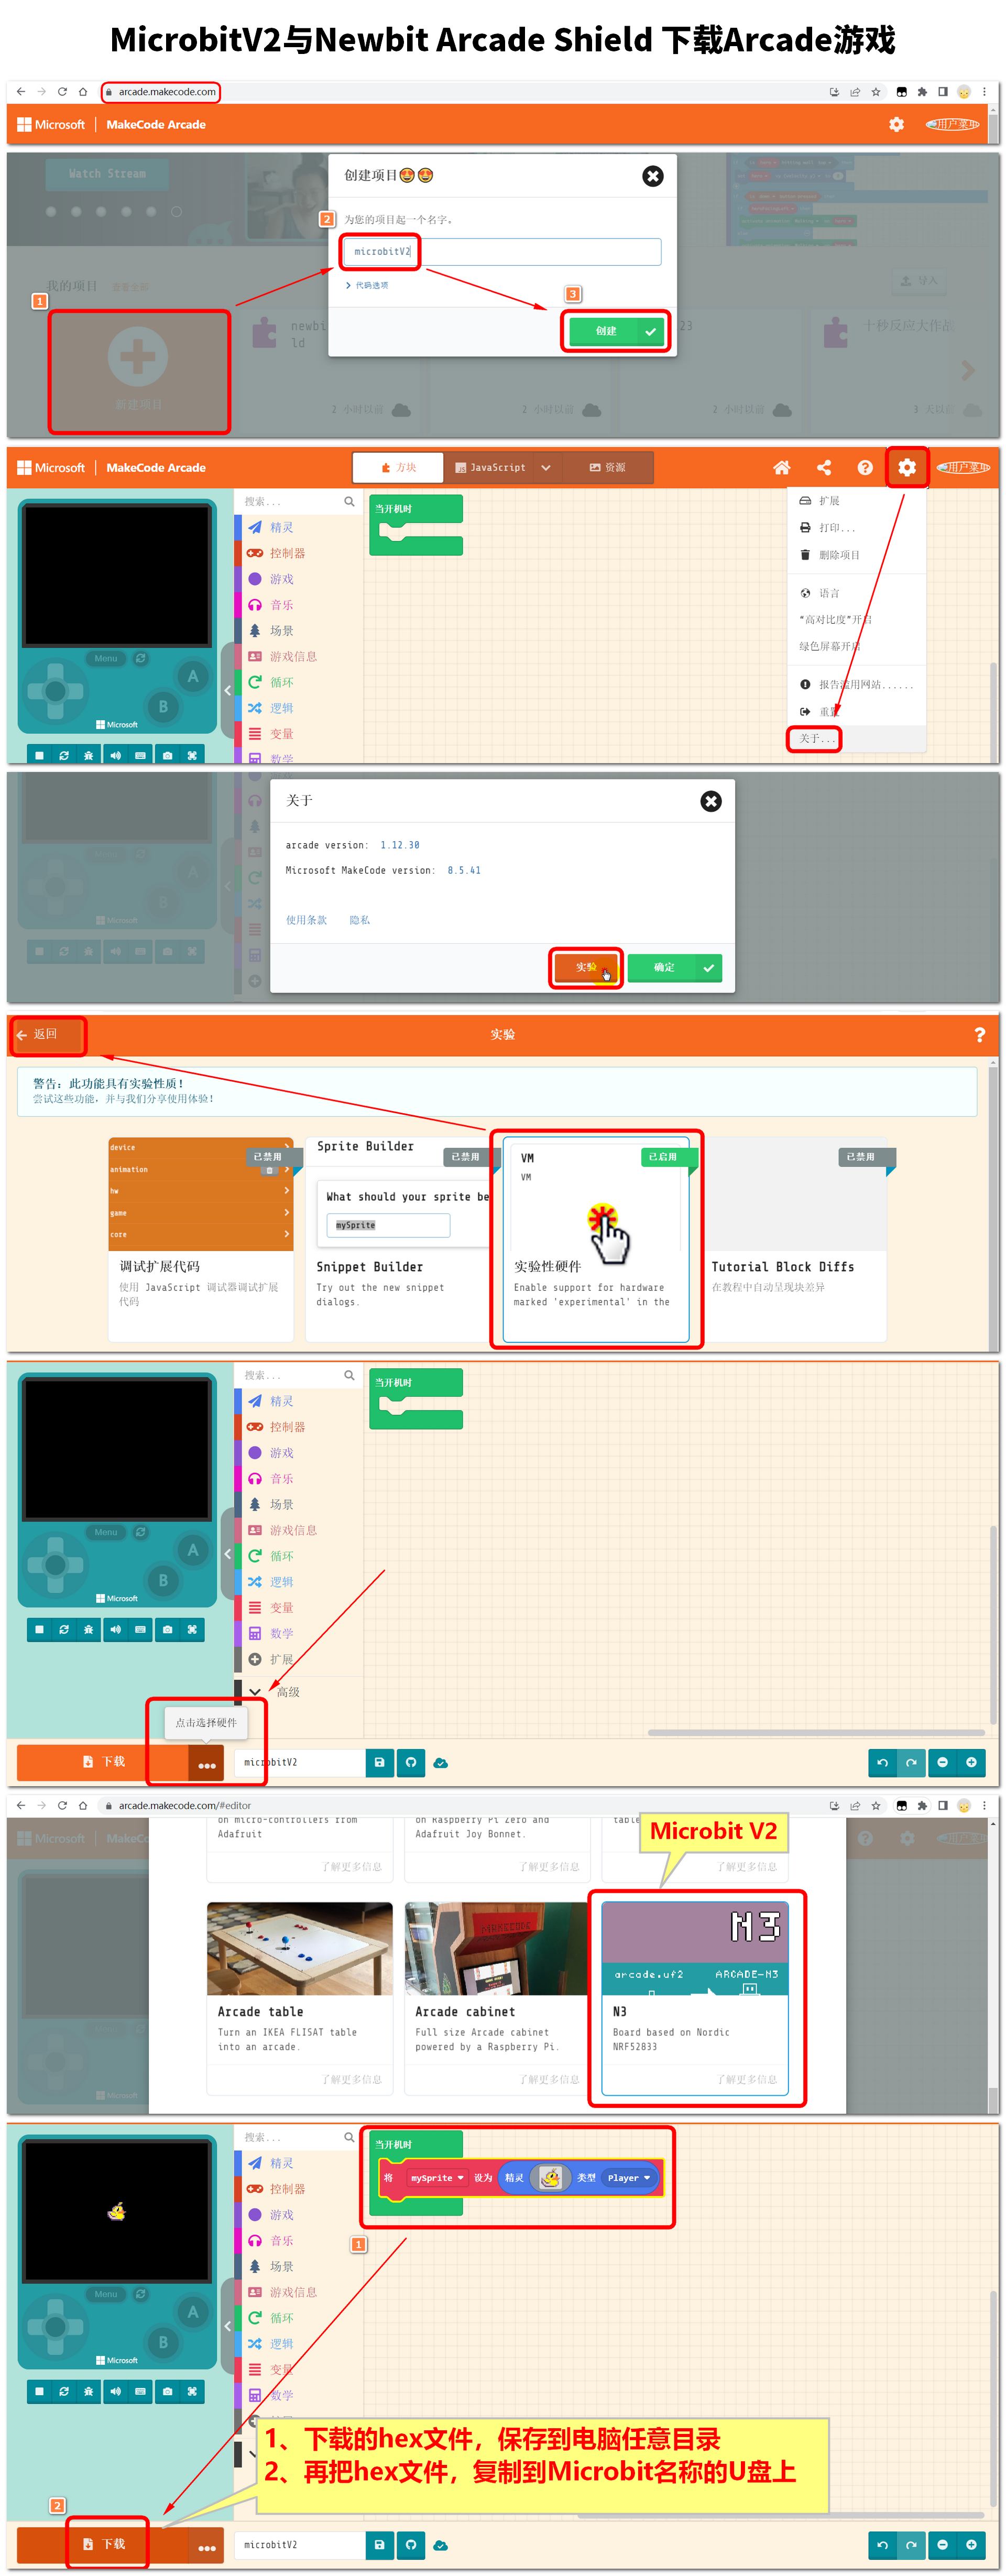 MicrobitV2与Newbit Arcade Shield 下载Arcade游戏
arcade.makecode.com
Microsoft | MakeCode Arcade
用户菜单
Watch Stream
创建项目
为您的项目起一个名字。
2
microbitV2
代码选项
3
创建
我的项目
查看全部
导入
1
新建项目
newbi
ld
23
十秒反应大作战
2 小时以前
2 小时以前
2 小时以前
3 天以前
Microsoft | MakeCode Arcade
方块
JavaScript
资源
用户菜单
搜索...
精灵
控制器
游戏
音乐
场景
游戏信息
循环
逻辑
变量
数学
当开机时
Menu
A
B
Microsoft
扩展
打印...
删除项目
语言
“高对比度”开启
绿色屏幕开启
报告滥用网站......
重置
关于...
关于
arcade version: 1.12.30
Microsoft MakeCode version: 8.5.41
使用条款 隐私
实验
确定
Menu
A
B
Microsoft
返回
实验
警告：此功能具有实验性质！
尝试这些功能，并与我们分享使用体验！
device
animation
hw
game
core
已禁用
调试扩展代码
使用 JavaScript 调试器调试扩展
代码
Sprite Builder
已禁用
What should your sprite be
mySprite
Snippet Builder
Try out the new snippet
dialogs.
VM
VM
已启用
实验性硬件
Enable support for hardware
marked 'experimental' in the
已禁用
Tutorial Block Diffs
在教程中自动呈现块差异
搜索...
精灵
控制器
游戏
音乐
场景
游戏信息
循环
逻辑
变量
数学
扩展
高级
当开机时
Menu
A
B
Microsoft
点击选择硬件
下载
microbitV2
arcade.makecode.com/#editor
Microsoft | MakeCo
on micro-controllers from
Adafruit
了解更多信息
on Raspberry Pi Zero and
Adafruit Joy Bonnet.
了解更多信息
table
了解更多信息
Microbit V2
MAKECODE
N3
arcade.uf2
ARCADE-N3
Arcade table
Turn an IKEA FLISAT table
into an arcade.
了解更多信息
Arcade cabinet
Full size Arcade cabinet
powered by a Raspberry Pi.
了解更多信息
N3
Board based on Nordic
NRF52833
了解更多信息
搜索...
精灵
控制器
游戏
音乐
场景
游戏信息
循环
逻辑
变量
数学
当开机时
将 mySprite 设为 精灵 类型 Player
1
Menu
A
B
Microsoft
1、下载的hex文件，保存到电脑任意目录
2、再把hex文件，复制到Microbit名称的U盘上
2
下载
microbitV2